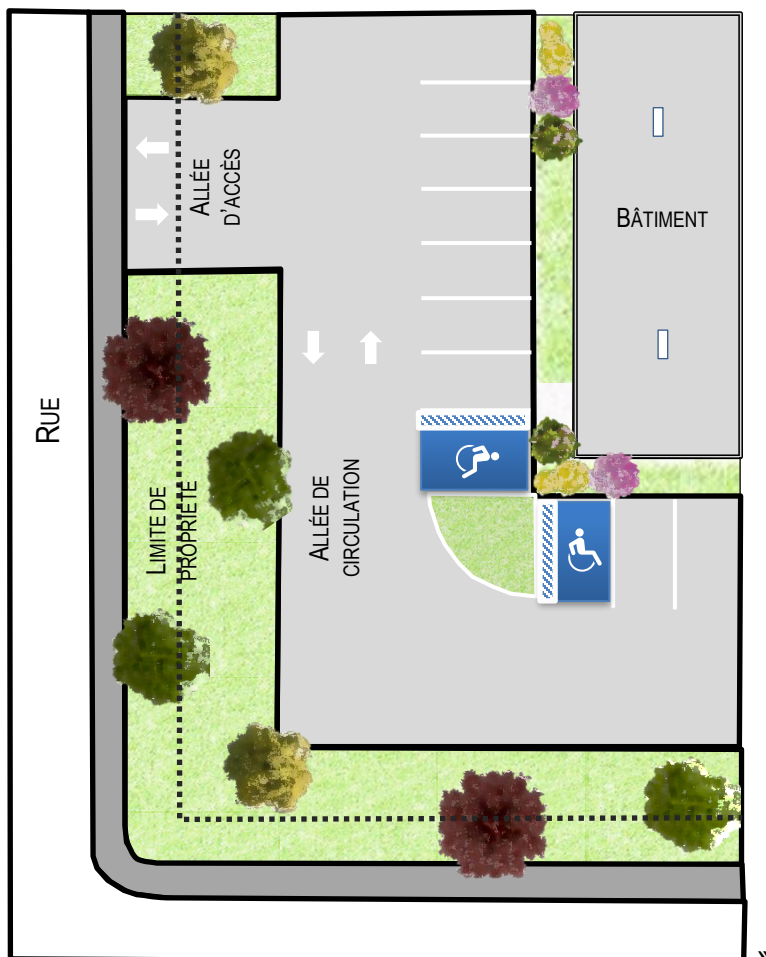 RUE
ALLÉE
D'ACCÈS
BÂTIMENT
LIMITE DE
PROPRIÉTÉ
ALLÉE DE
CIRCULATION
»